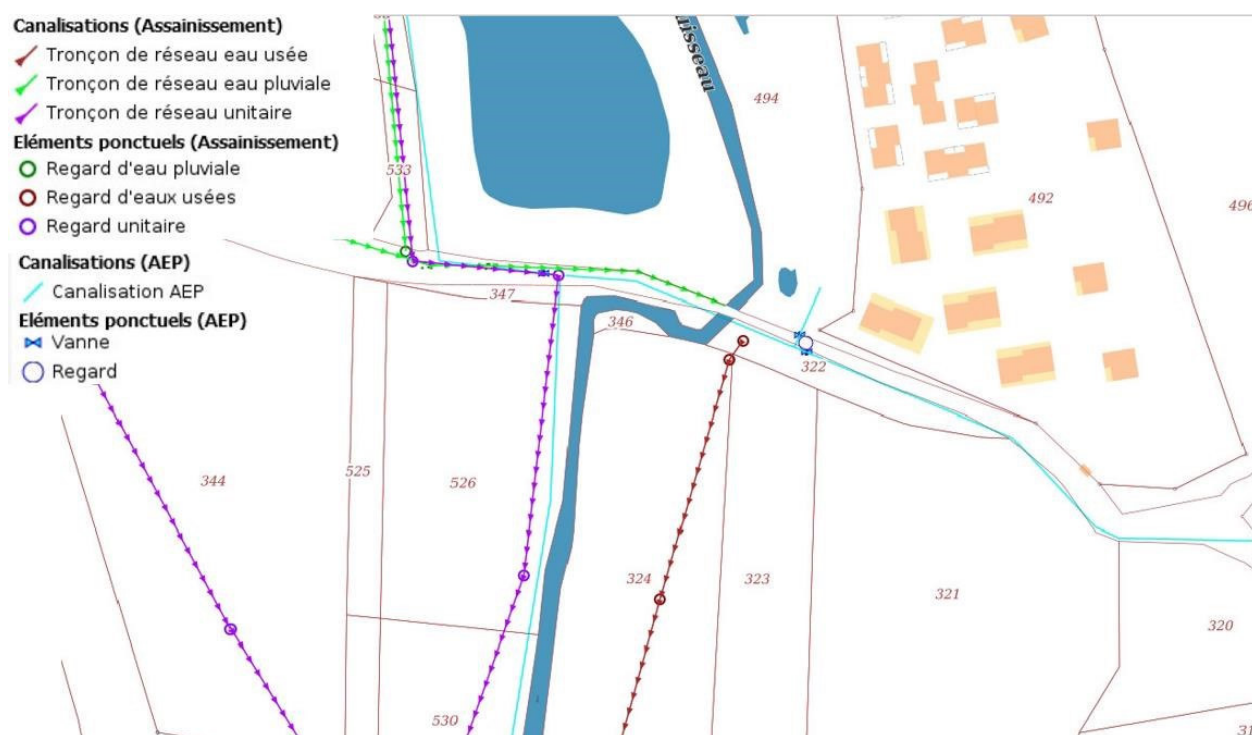 Canalisations (Assainissement)
Tronçon de réseau eau usée
Tronçon de réseau eau pluviale
Tronçon de réseau unitaire
Eléments ponctuels (Assainissement)
Regard d'eau pluviale
Regard d'eaux usées
Regard unitaire
Canalisations (AEP)
Canalisation AEP
Eléments ponctuels (AEP)
Vanne
Regard
494
533
492
496
347
346
322
344
525
526
324
323
321
320
530